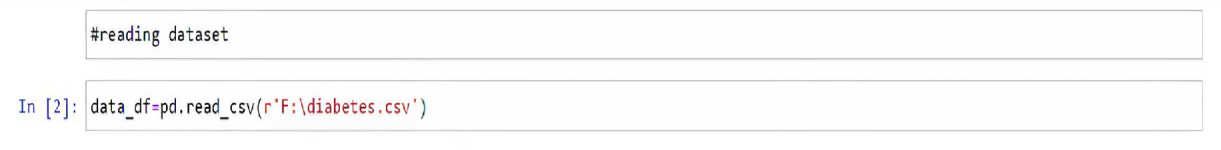 #reading dataset
In [2]: data_df=pd.read_csv(r'F:\diabetes.csv')